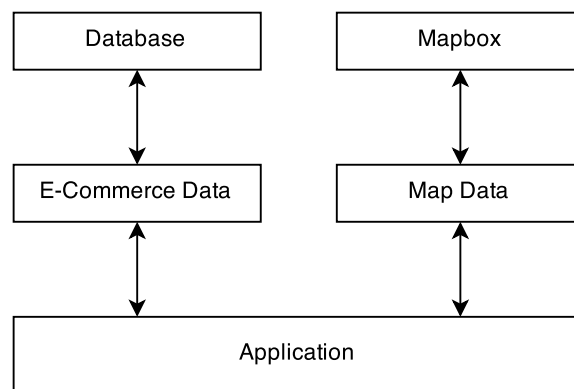 Database
Mapbox
E-Commerce Data
Map Data
Application